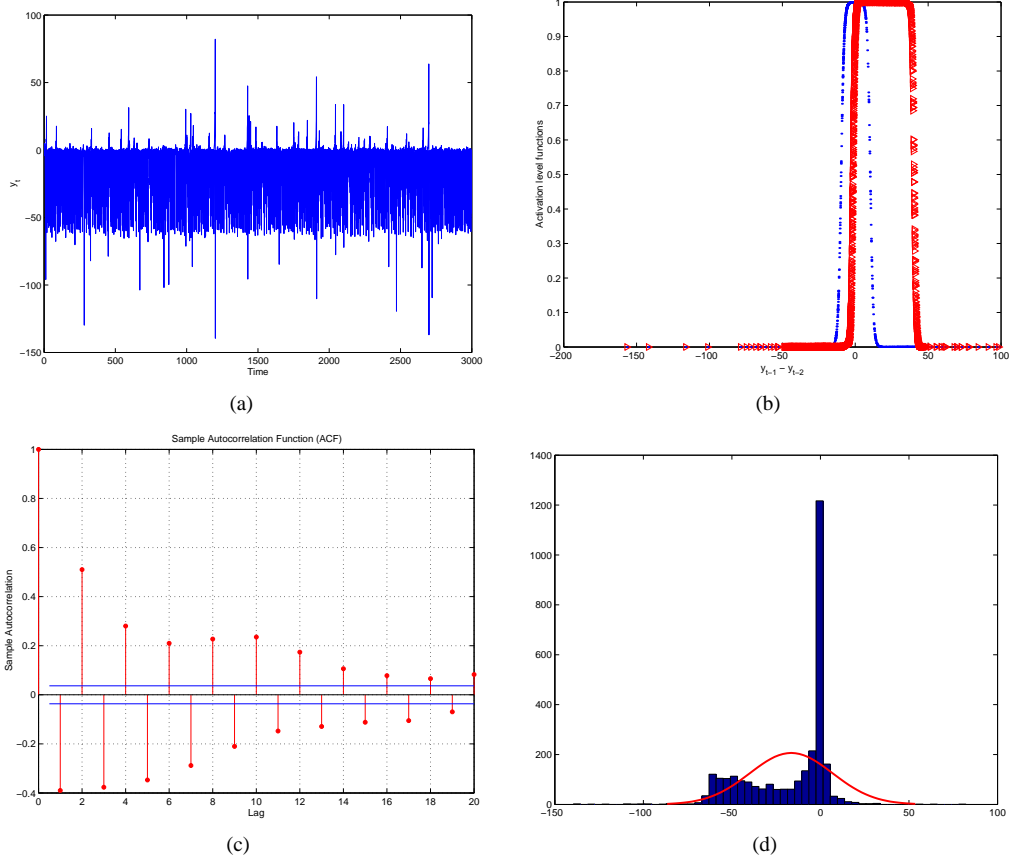 100
50
0
y_t
−50
−100
−150
0 500 1000 1500 2000 2500 3000
Time
(a)
1
0.9
0.8
0.7
0.6
0.5
0.4
0.3
0.2
0.1
0
Activation level functions
−200 −150 −100 −50 0 50 100
y_{t−1} − y_{t−2}
(b)
Sample Autocorrelation Function (ACF)
1
0.8
0.6
0.4
0.2
0
−0.2
−0.4
Sample Autocorrelation
0 2 4 6 8 10 12 14 16 18 20
Lag
(c)
1400
1200
1000
800
600
400
200
0
−150 −100 −50 0 50 100
(d)